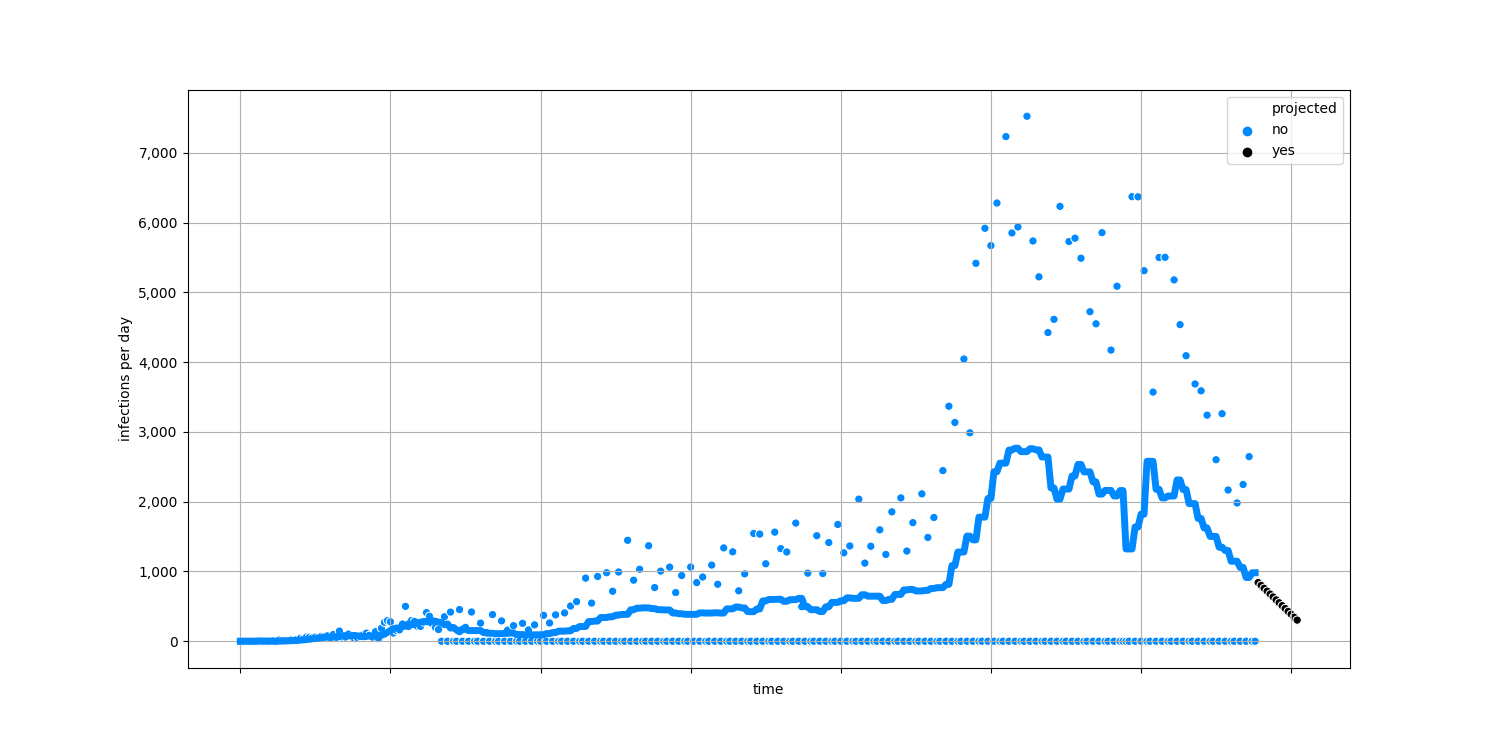 projected
no
yes
7,000
6,000
5,000
4,000
3,000
2,000
1,000
0
infections per day
time